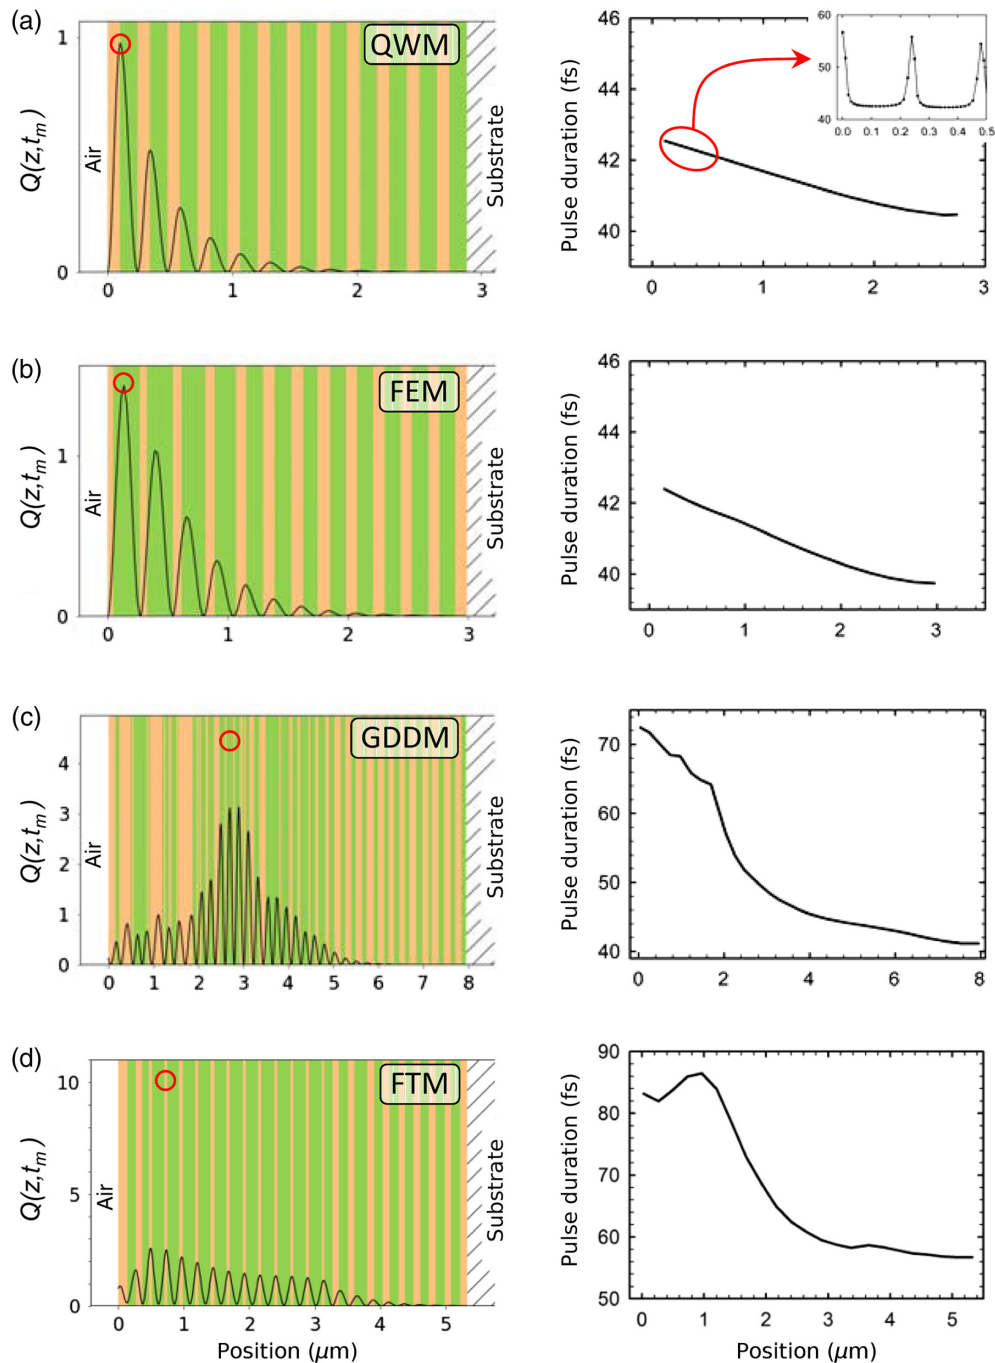 (a)
1
0
Q(z,tm)
Air
QWM
Substrate
0 1 2 3
46
44
42
40
Pulse duration (fs)
0 1 2 3
60
50
40
0.0 0.1 0.2 0.3 0.4 0.5
(b)
1
0
Q(z,tm)
Air
FEM
Substrate
0 1 2 3
46
44
42
40
Pulse duration (fs)
0 1 2 3
(c)
4
3
2
1
0
Q(z,tm)
Air
GDDM
Substrate
0 1 2 3 4 5 6 7 8
70
60
50
40
Pulse duration (fs)
0 2 4 6 8
(d)
10
5
0
Q(z,tm)
Air
FTM
Substrate
0 1 2 3 4 5
Position (μm)
90
80
70
60
50
Pulse duration (fs)
0 1 2 3 4 5
Position (μm)